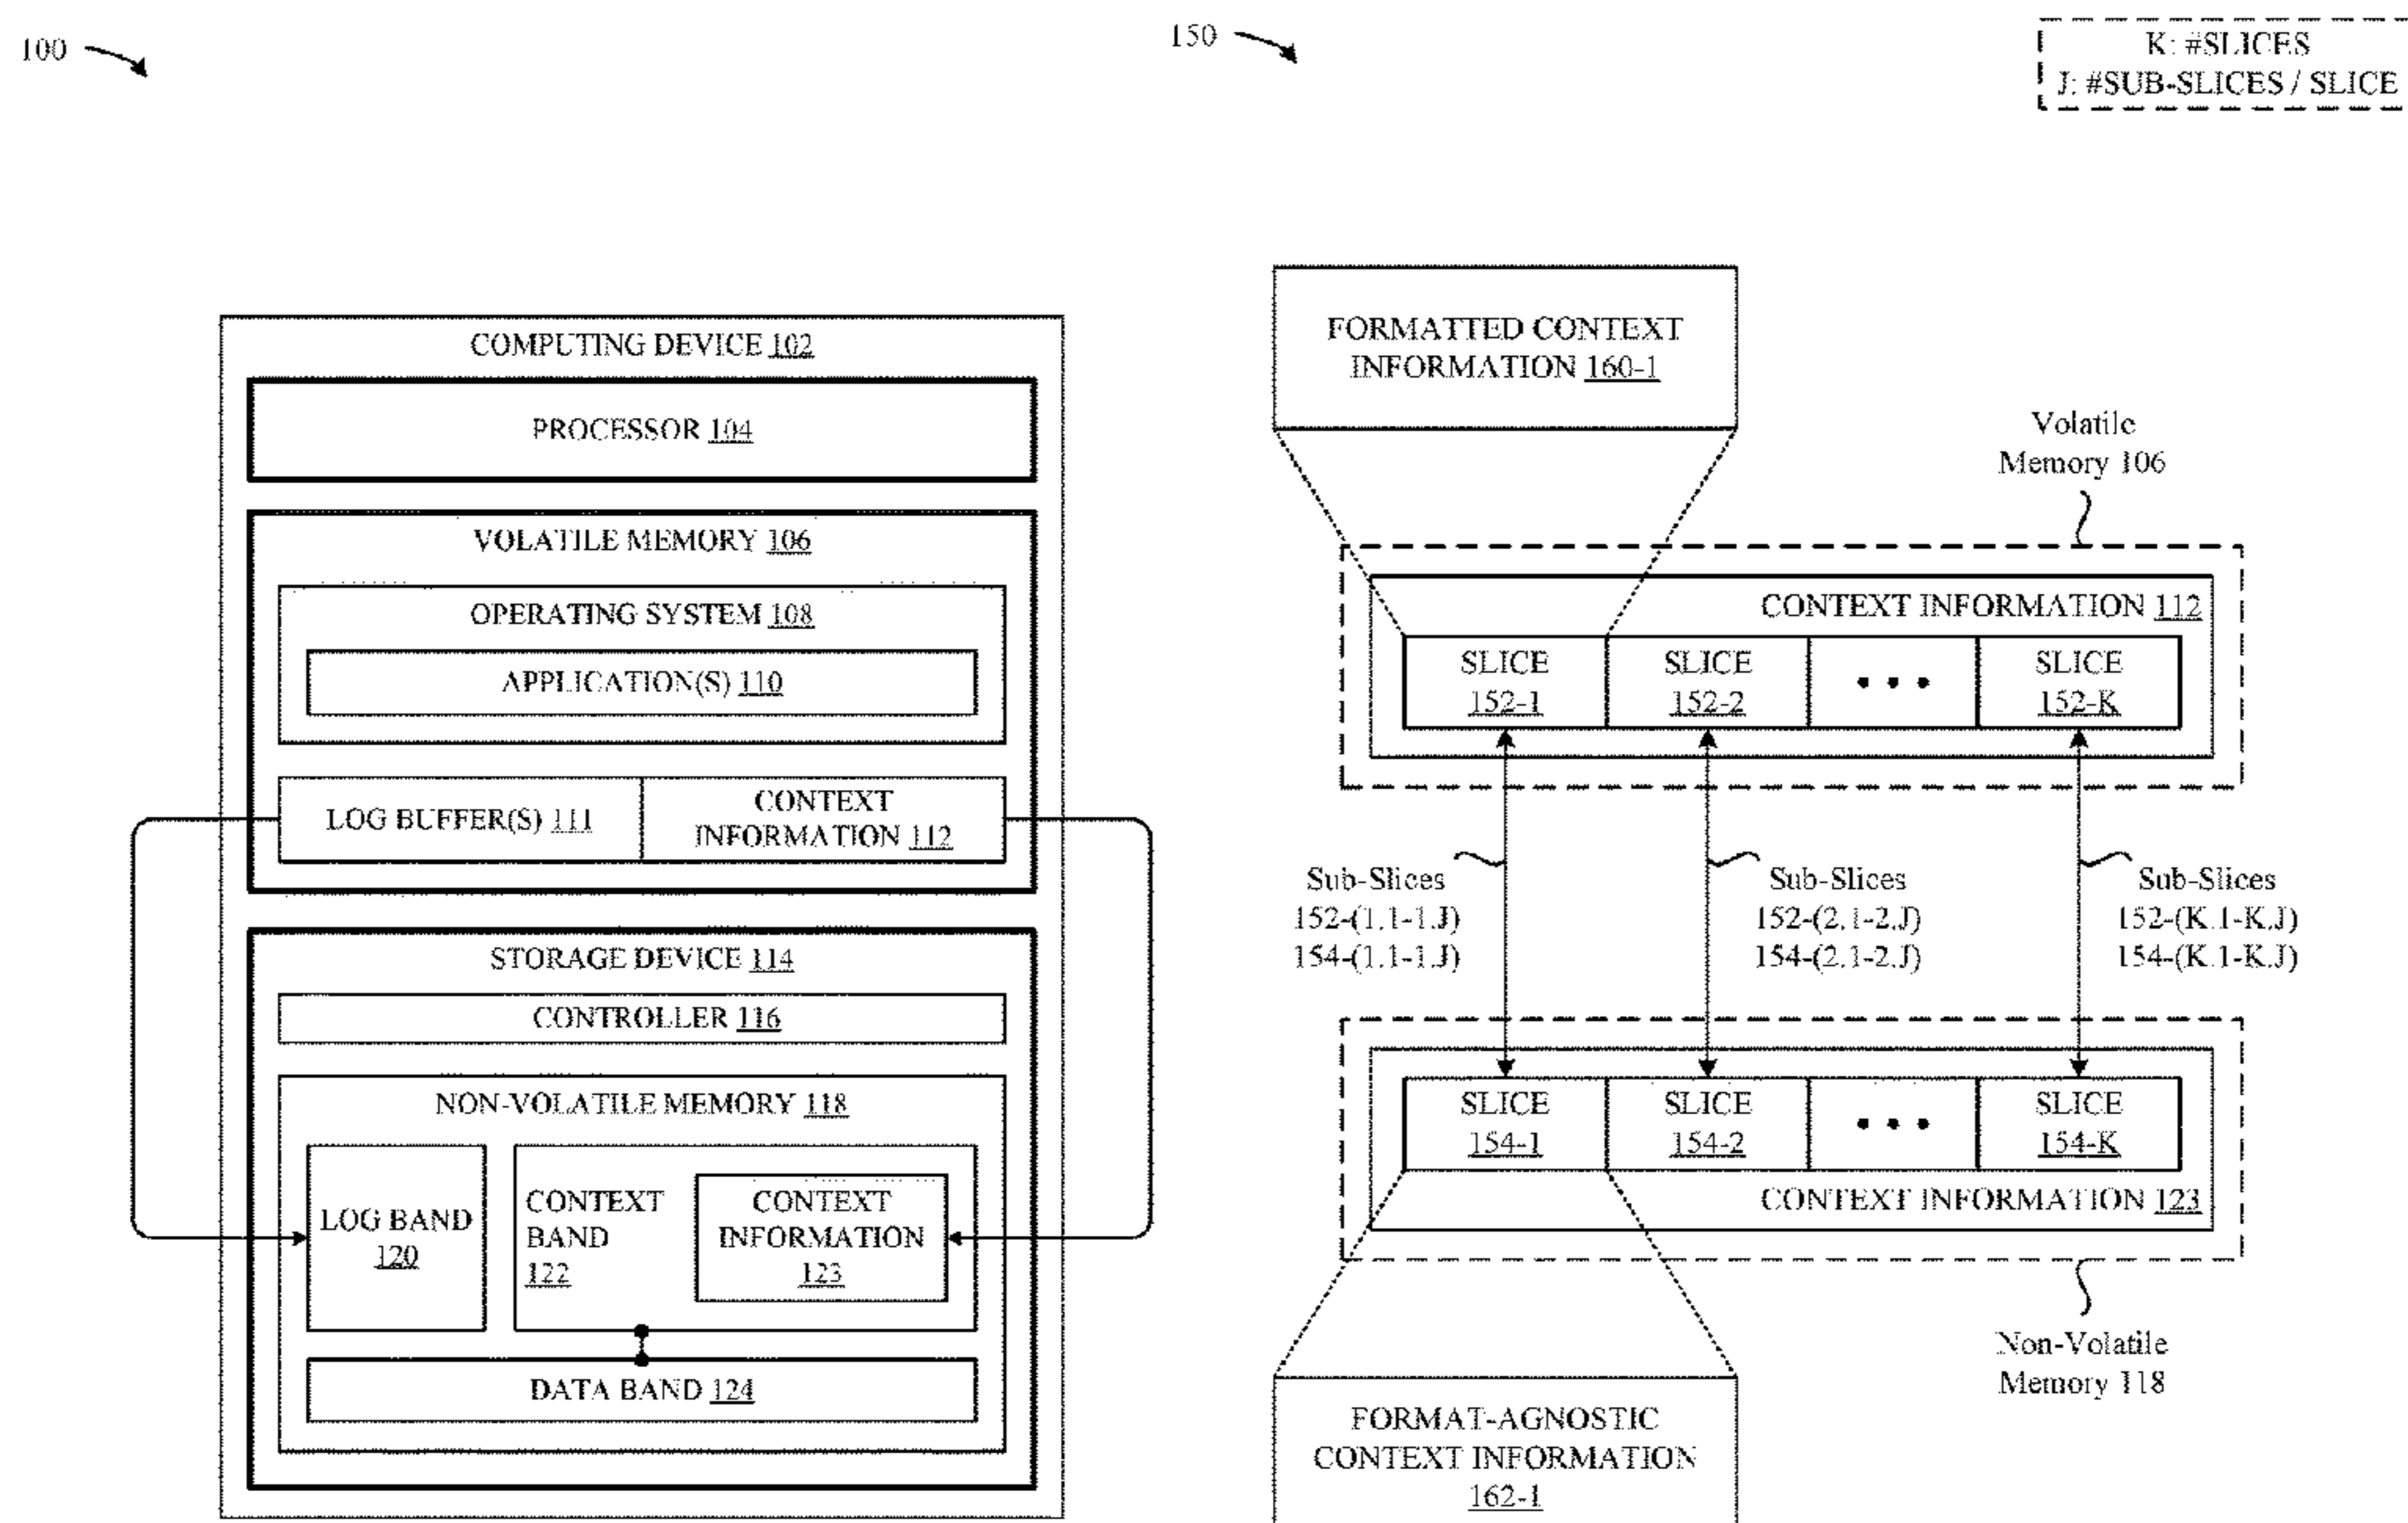 100
150
K: #SLICES
J: #SUB-SLICES / SLICE
COMPUTING DEVICE 102
PROCESSOR 104
VOLATILE MEMORY 106
OPERATING SYSTEM 108
APPLICATION(S) 110
LOG BUFFER(S) 111
CONTEXT
INFORMATION 112
STORAGE DEVICE 114
CONTROLLER 116
NON-VOLATILE MEMORY 118
LOG BAND
120
CONTEXT
BAND
122
CONTEXT
INFORMATION
123
DATA BAND 124
FORMATTED CONTEXT
INFORMATION 160-1
Volatile
Memory 106
CONTEXT INFORMATION 112
SLICE
152-1
SLICE
152-2
• • •
SLICE
152-K
Sub-Slices
152-(1.1-1.J)
154-(1.1-1.J)
Sub-Slices
152-(2.1-2.J)
154-(2.1-2.J)
Sub-Slices
152-(K.1-K.J)
154-(K.1-K.J)
SLICE
154-1
SLICE
154-2
• • •
SLICE
154-K
CONTEXT INFORMATION 123
Non-Volatile
Memory 118
FORMAT-AGNOSTIC
CONTEXT INFORMATION
162-1